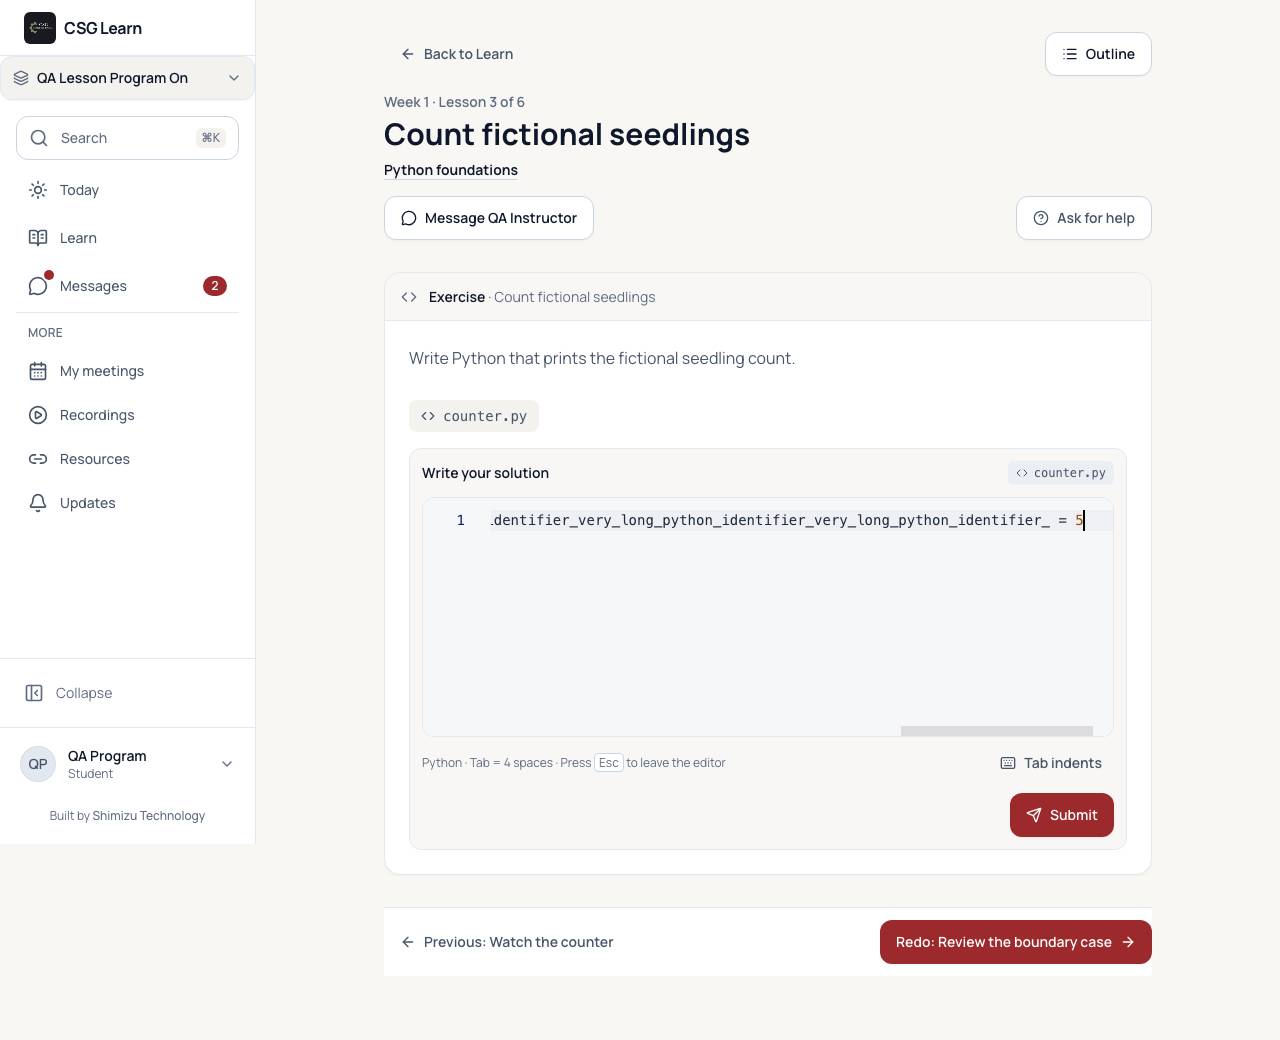 CSG Learn
QA Lesson Program On
Search ⌘K
Today
Learn
Messages 2
MORE
My meetings
Recordings
Resources
Updates
Collapse
QP
QA Program
Student
Built by Shimizu Technology
Back to Learn
Outline
Week 1 · Lesson 3 of 6
Count fictional seedlings
Python foundations
Message QA Instructor
Ask for help
Exercise · Count fictional seedlings
Write Python that prints the fictional seedling count.
counter.py
Write your solution
counter.py
1 dentifier_very_long_python_identifier_very_long_python_identifier_ = 5
Python · Tab = 4 spaces · Press Esc to leave the editor
Tab indents
Submit
Previous: Watch the counter
Redo: Review the boundary case